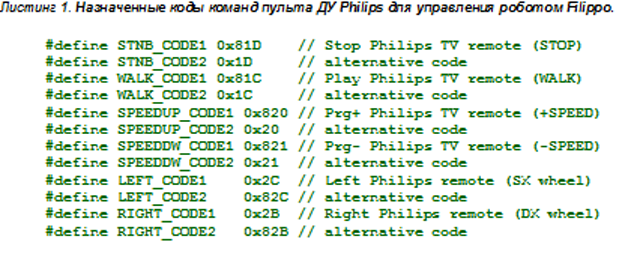 Листинг 1. Назначенные коды команд пульта ДУ Philips для управления роботом Filippo.
#define STNB_CODE1 0x81D // Stop Philips TV remote (STOP)
#define STNB_CODE2 0x1D // alternative code
#define WALK_CODE1 0x81C // Play Philips TV remote (WALK)
#define WALK_CODE2 0x1C // alternative code
#define SPEEDUP_CODE1 0x820 // Prg+ Philips TV remote (+SPEED)
#define SPEEDUP_CODE2 0x20 // alternative code
#define SPEEDDW_CODE1 0x821 // Prg- Philips TV remote (-SPEED)
#define SPEEDDW_CODE2 0x21 // alternative code
#define LEFT_CODE1 0x2C // Left Philips remote (SX wheel)
#define LEFT_CODE2 0x82C // alternative code
#define RIGHT_CODE1 0x2B // Right Philips remote (DX wheel)
#define RIGHT_CODE2 0x82B // alternative code